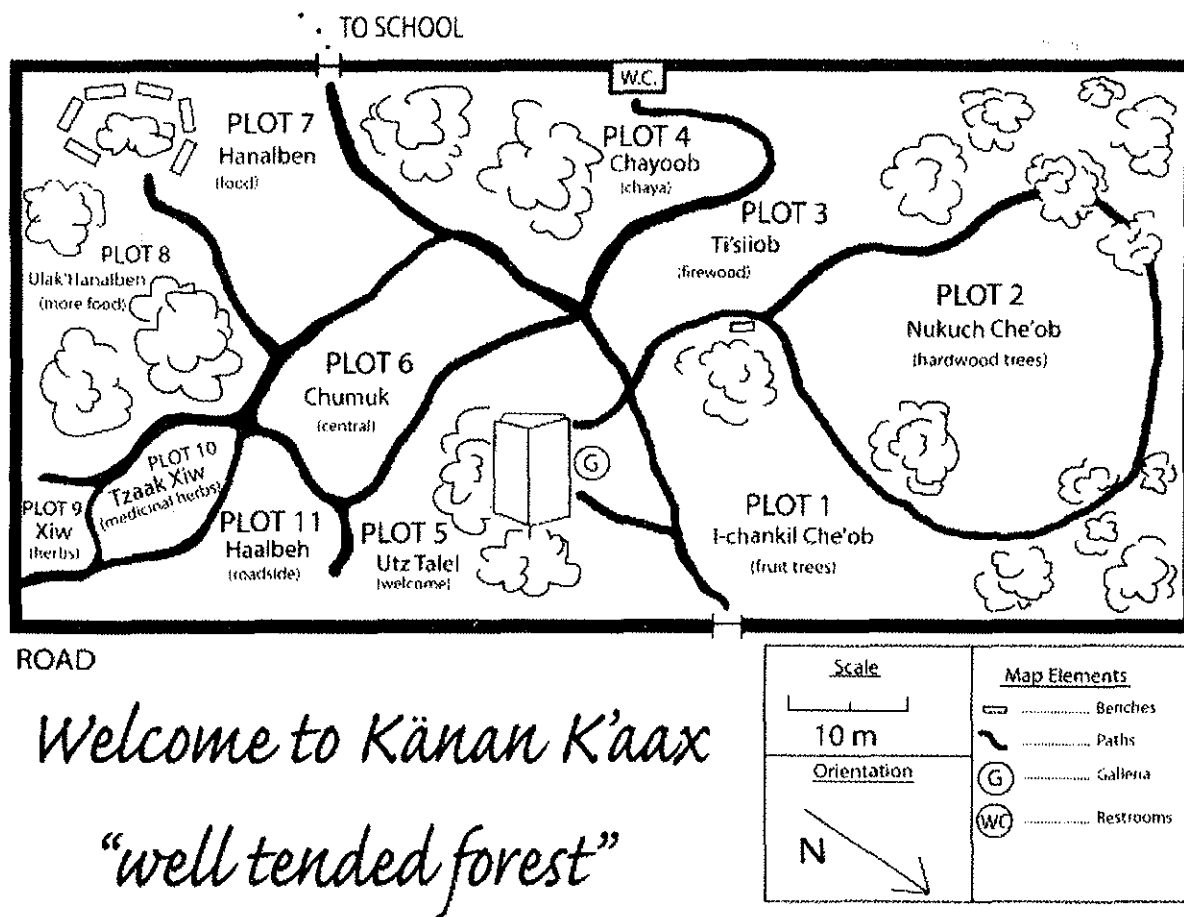 TO SCHOOL
W.C.
PLOT 7
Hanalben
(food)
PLOT 4
Chayoob
(chaya)
PLOT 3
Ti'siiob
(firewood)
PLOT 8
Ulak'Hanalben
(more food)
PLOT 2
Nukuch Che'ob
(hardwood trees)
PLOT 6
Chumuk
(central)
PLOT 10
Tzaak Xiw
(medicinal herbs)
PLOT 9
Xiw
(herbs)
PLOT 11
Haalbeh
(roadside)
PLOT 5
Utz Talel
(welcome)
G
PLOT 1
I-chankil Che'ob
(fruit trees)
ROAD
Welcome to Känan K'aax
"well tended forest"
Scale
10 m
Orientation
N
Map Elements
.............. Benches
.............. Paths
G .............. Galleria
WC .............. Restrooms